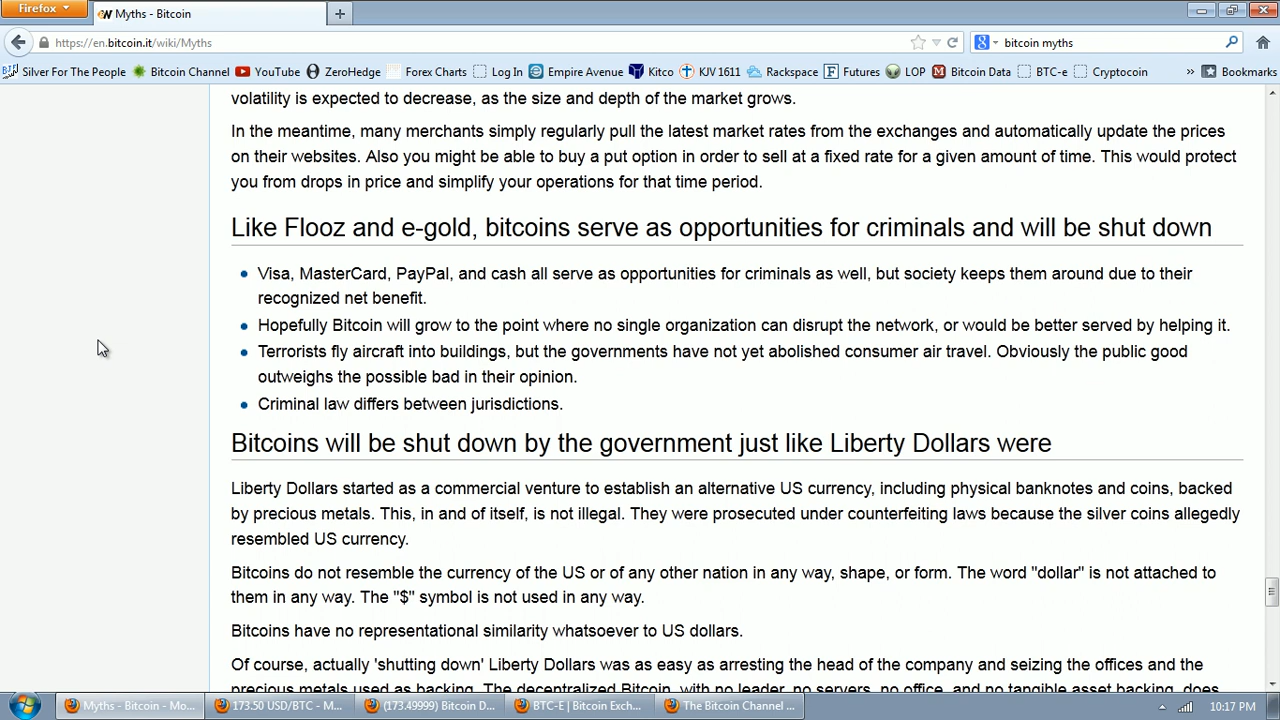 Firefox
Myths - Bitcoin
https://en.bitcoin.it/wiki/Myths
bitcoin myths
Silver For The People Bitcoin Channel YouTube ZeroHedge Forex Charts Log In Empire Avenue Kitco KJV 1611 Rackspace Futures LOP Bitcoin Data BTC-e Cryptocoin » Bookmarks
volatility is expected to decrease, as the size and depth of the market grows.
In the meantime, many merchants simply regularly pull the latest market rates from the exchanges and automatically update the prices
on their websites. Also you might be able to buy a put option in order to sell at a fixed rate for a given amount of time. This would protect
you from drops in price and simplify your operations for that time period.
Like Flooz and e-gold, bitcoins serve as opportunities for criminals and will be shut down
Visa, MasterCard, PayPal, and cash all serve as opportunities for criminals as well, but society keeps them around due to their
recognized net benefit.
Hopefully Bitcoin will grow to the point where no single organization can disrupt the network, or would be better served by helping it.
Terrorists fly aircraft into buildings, but the governments have not yet abolished consumer air travel. Obviously the public good
outweighs the possible bad in their opinion.
Criminal law differs between jurisdictions.
Bitcoins will be shut down by the government just like Liberty Dollars were
Liberty Dollars started as a commercial venture to establish an alternative US currency, including physical banknotes and coins, backed
by precious metals. This, in and of itself, is not illegal. They were prosecuted under counterfeiting laws because the silver coins allegedly
resembled US currency.
Bitcoins do not resemble the currency of the US or of any other nation in any way, shape, or form. The word "dollar" is not attached to
them in any way. The "$" symbol is not used in any way.
Bitcoins have no representational similarity whatsoever to US dollars.
Of course, actually 'shutting down' Liberty Dollars was as easy as arresting the head of the company and seizing the offices and the
precious metals used as backing. The decentralized Bitcoin, with no leader, no servers, no office, and no tangible asset backing, does
Myths - Bitcoin - Mo... 173.50 USD/BTC - M... (173.49999) Bitcoin D... BTC-E | Bitcoin Exch... The Bitcoin Channel ... 10:17 PM